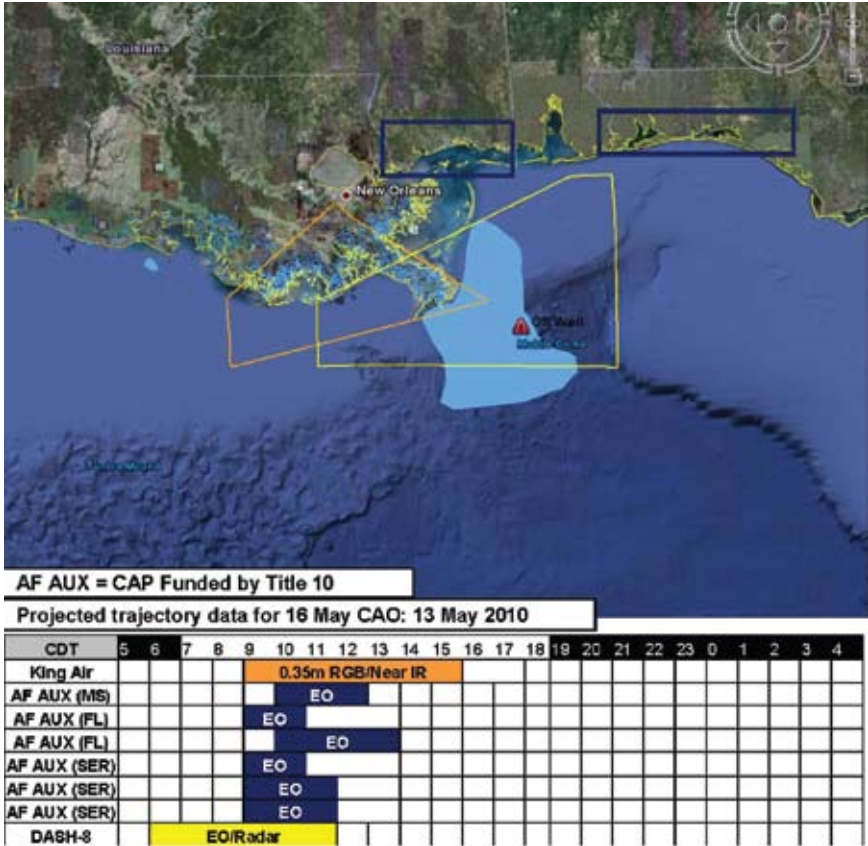 Louisiana
New Orleans
Oil Well
AF AUX = CAP Funded by Title 10
Projected trajectory data for 16 May CAO: 13 May 2010
CDT 5 6 7 8 9 10 11 12 13 14 15 16 17 18 19 20 21 22 23 0 1 2 3 4
King Air 0.35m RGB/Near IR
AF AUX (MS) EO
AF AUX (FL) EO
AF AUX (FL) EO
AF AUX (SER) EO
AF AUX (SER) EO
AF AUX (SER) EO
DASH-8 EO/Radar